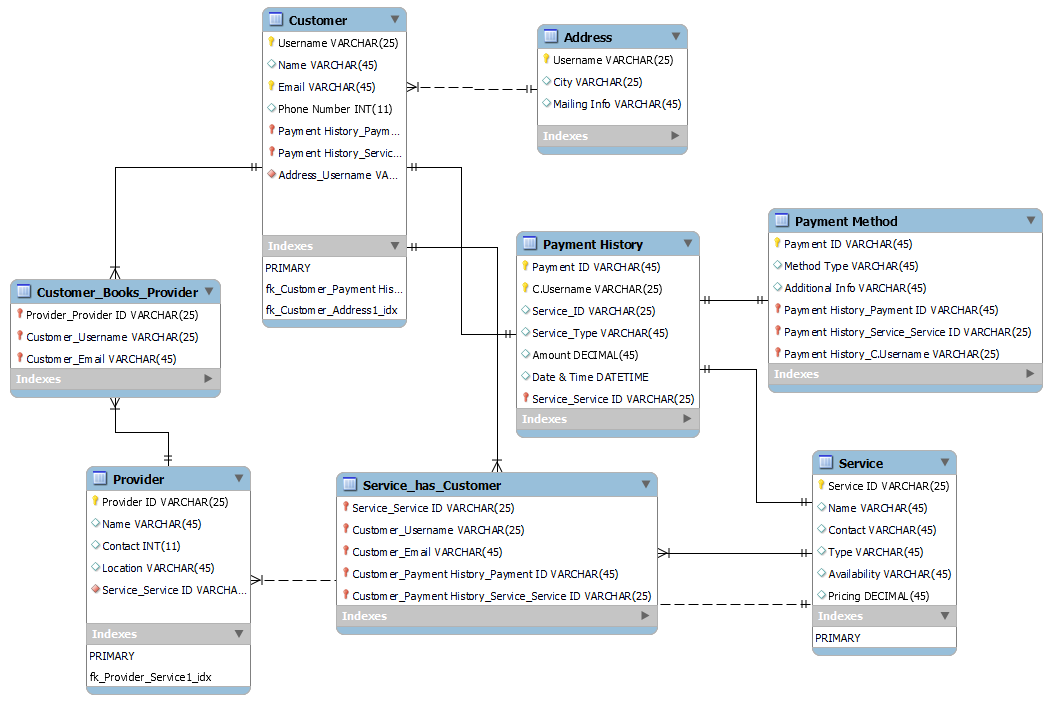 Customer
Username VARCHAR(25)
Name VARCHAR(45)
Email VARCHAR(45)
Phone Number INT(11)
Payment History_Paym...
Payment History_Servic...
Address_Username VA...
Indexes
PRIMARY
fk_Customer_Payment His...
fk_Customer_Address1_idx
Address
Username VARCHAR(25)
City VARCHAR(25)
Mailing Info VARCHAR(45)
Indexes
Payment History
Payment ID VARCHAR(45)
C.Username VARCHAR(25)
Service_ID VARCHAR(25)
Service_Type VARCHAR(45)
Amount DECIMAL(45)
Date & Time DATETIME
Service_Service ID VARCHAR(25)
Indexes
Payment Method
Payment ID VARCHAR(45)
Method Type VARCHAR(45)
Additional Info VARCHAR(45)
Payment History_Payment ID VARCHAR(45)
Payment History_Service_Service ID VARCHAR(25)
Payment History_C.Username VARCHAR(25)
Indexes
Customer_Books_Provider
Provider_Provider ID VARCHAR(25)
Customer_Username VARCHAR(25)
Customer_Email VARCHAR(45)
Indexes
Provider
Provider ID VARCHAR(25)
Name VARCHAR(45)
Contact INT(11)
Location VARCHAR(45)
Service_Service ID VARCHA...
Indexes
PRIMARY
fk_Provider_Service1_idx
Service_has_Customer
Service_Service ID VARCHAR(25)
Customer_Username VARCHAR(25)
Customer_Email VARCHAR(45)
Customer_Payment History_Payment ID VARCHAR(45)
Customer_Payment History_Service_Service ID VARCHAR(25)
Indexes
Service
Service ID VARCHAR(25)
Name VARCHAR(45)
Contact VARCHAR(45)
Type VARCHAR(45)
Availability VARCHAR(45)
Pricing DECIMAL(45)
Indexes
PRIMARY